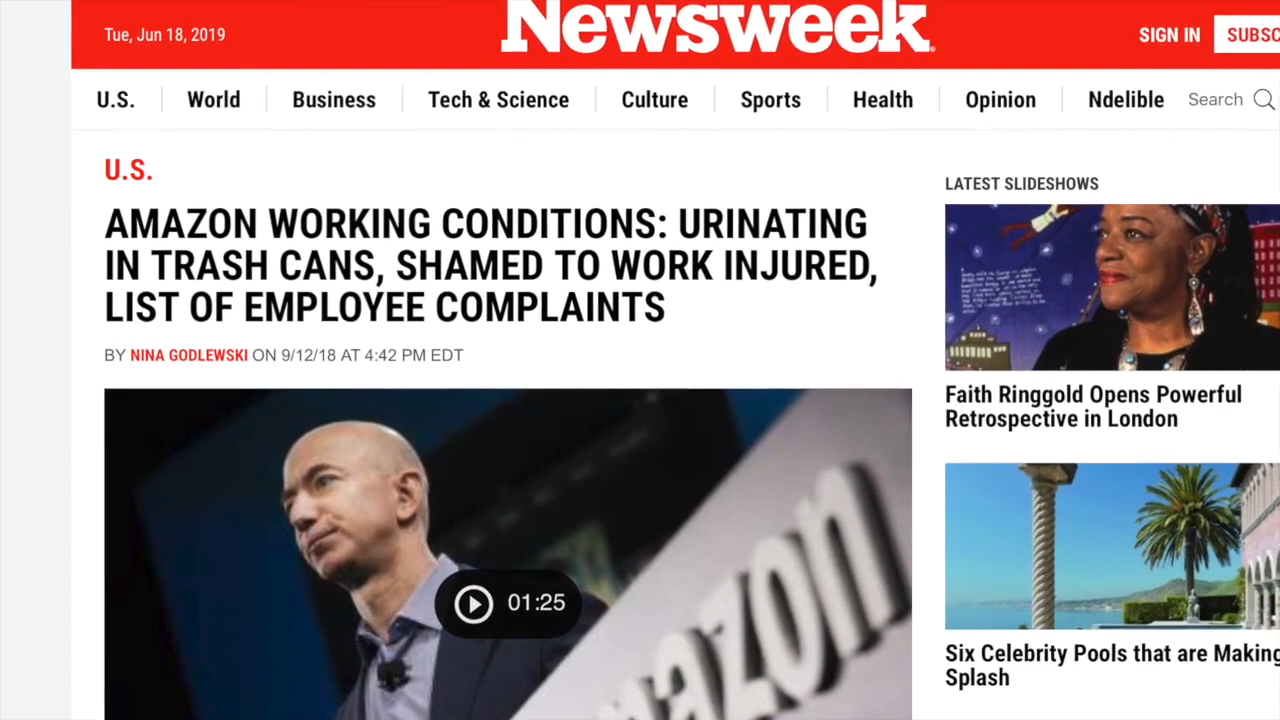 Tue, Jun 18, 2019
Newsweek
SIGN IN
SUBSC
U.S.
World
Business
Tech & Science
Culture
Sports
Health
Opinion
Ndelible
Search
U.S.
AMAZON WORKING CONDITIONS: URINATING
IN TRASH CANS, SHAMED TO WORK INJURED,
LIST OF EMPLOYEE COMPLAINTS
BY NINA GODLEWSKI ON 9/12/18 AT 4:42 PM EDT
01:25
azon
LATEST SLIDESHOWS
Faith Ringgold Opens Powerful
Retrospective in London
Six Celebrity Pools that are Making
Splash